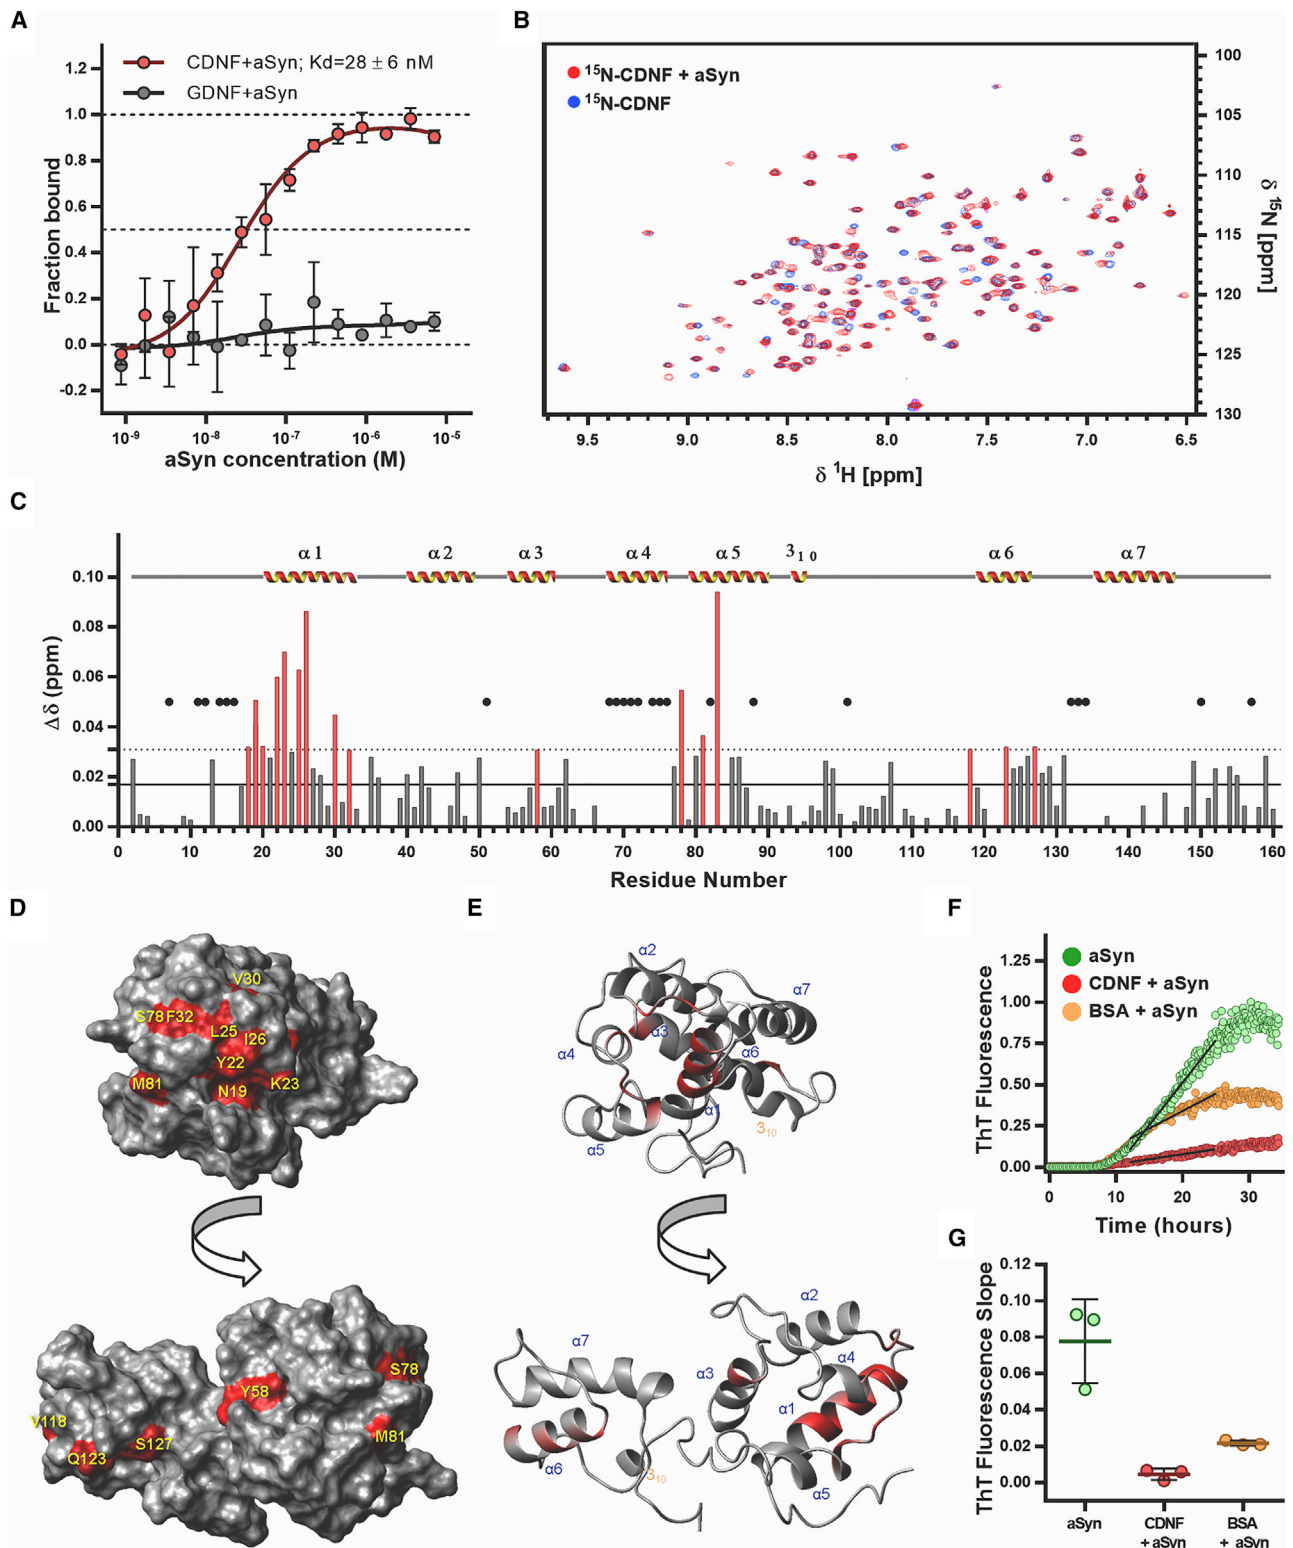 A
CDNF+aSyn; Kd=28 ± 6 nM
GDNF+aSyn
Fraction bound
1.2
1.0
0.8
0.6
0.4
0.2
0.0
-0.2
10⁻⁹ 10⁻⁸ 10⁻⁷ 10⁻⁶ 10⁻⁵
aSyn concentration (M)
B
¹⁵N-CDNF + aSyn
¹⁵N-CDNF
100
105
110
115
120
125
130
δ ¹⁵N [ppm]
9.5 9.0 8.5 8.0 7.5 7.0 6.5
δ ¹H [ppm]
C
α1 α2 α3 α4 α5 3₁₀ α6 α7
Δδ (ppm)
0.10
0.08
0.06
0.04
0.02
0.00
0 10 20 30 40 50 60 70 80 90 100 110 120 130 140 150 160
Residue Number
D
V30
S78 F32
L25
I26
Y22
M81
K23
N19
S78
Y58
V118
M81
S127
Q123
E
α2
α7
α3
α4
α6
α1
3₁₀
α5
α2
α7
α4
α3
α1
α6
3₁₀
α5
F
aSyn
CDNF + aSyn
BSA + aSyn
ThT Fluorescence
1.25
1.00
0.75
0.50
0.25
0.00
0 10 20 30
Time (hours)
G
ThT Fluorescence Slope
0.12
0.10
0.08
0.06
0.04
0.02
0.00
aSyn CDNF BSA
+ aSyn + aSyn